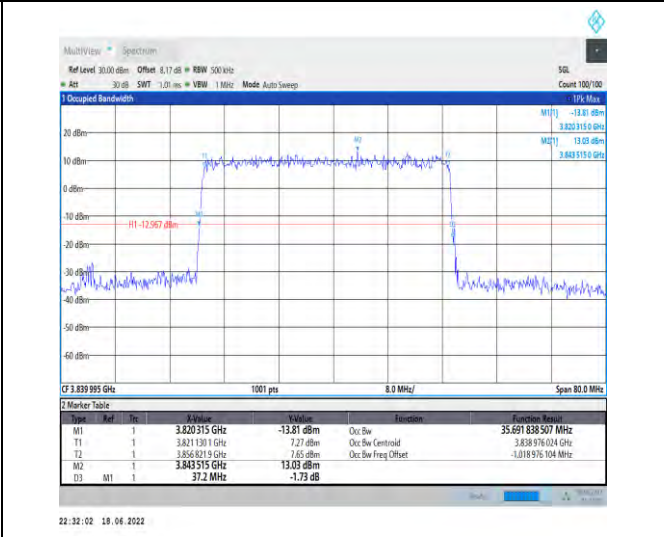 MultiView Spectrum
Ref Level 30.00 dBm Offset 8.17 dB RBW 500 kHz SGL
Att 30 dB SWT 1.01 ms VBW 1 MHz Mode Auto Sweep Count 100/100
1 Occupied Bandwidth 1Pk Max
M1[1] -13.81 dBm
3.820315 0 GHz
M2[1] 13.03 dBm
3.843515 0 GHz
M2
20 dBm
T1
10 dBm
0 dBm
-10 dBm
M1
H1 -12.967 dBm
-20 dBm
-30 dBm
-40 dBm
-50 dBm
-60 dBm
CF 3.839 995 GHz 1001 pts 8.0 MHz/ Span 80.0 MHz
2 Marker Table
Type Ref Trc X-Value Y-Value Function Function Result
M1 1 3.820315 GHz -13.81 dBm Occ Bw 35.691 838 507 MHz
T1 1 3.821 130 1 GHz 7.27 dBm Occ Bw Centroid 3.838 976 024 GHz
T2 1 3.856 821 9 GHz 7.65 dBm Occ Bw Freq Offset -1.018 976 104 MHz
M2 1 3.843515 GHz 13.03 dBm
D3 M1 1 37.2 MHz -1.73 dB
22:32:02 18.06.2022